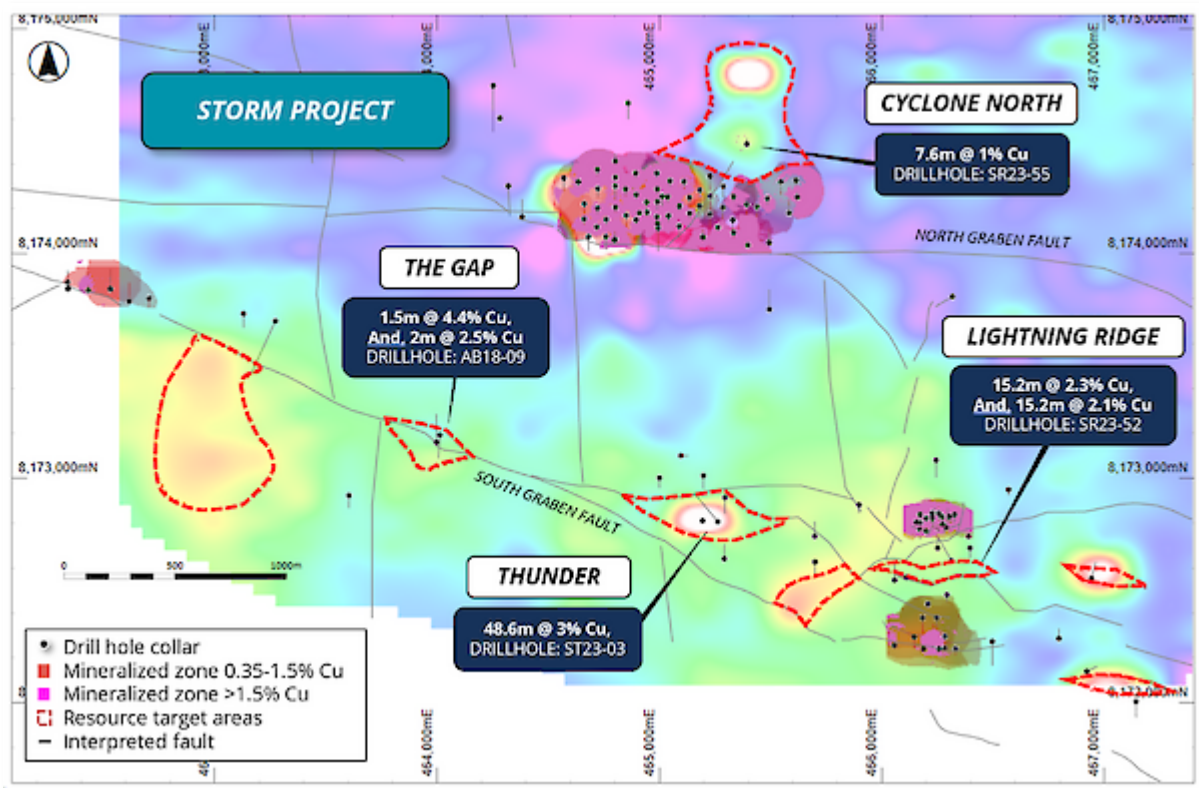 8,175,000mN
8,175,000mN
465,000mE
467,000mE
STORM PROJECT
CYCLONE NORTH
7.6m @ 1% Cu
DRILLHOLE: SR23-55
8,174,000mN
NORTH GRABEN FAULT
8,174,000mN
THE GAP
1.5m @ 4.4% Cu,
And, 2m @ 2.5% Cu
DRILLHOLE: AB18-09
LIGHTNING RIDGE
15.2m @ 2.3% Cu,
And, 15.2m @ 2.1% Cu
DRILLHOLE: SR23-52
8,173,000mN
8,173,000mN
SOUTH GRABEN FAULT
0 500 1000m
THUNDER
48.6m @ 3% Cu,
DRILLHOLE: ST23-03
Drill hole collar
Mineralized zone 0.35-1.5% Cu
Mineralized zone >1.5% Cu
Resource target areas
Interpreted fault
8,172,000mN
464,000mE
465,000mE
466,000mE
467,000mE